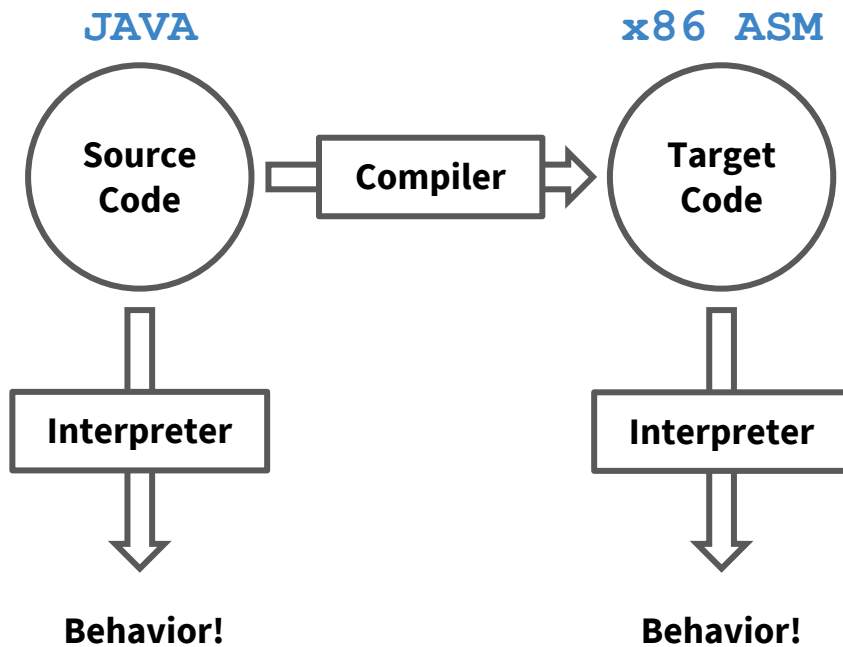 JAVA
x86 ASM
Source
Code
Compiler
Target
Code
Interpreter
Interpreter
Behavior!
Behavior!